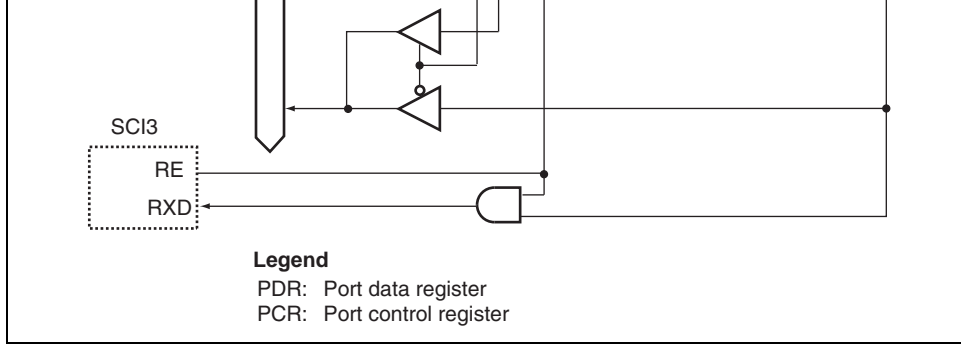 SCI3
RE
RXD
Legend
PDR: Port data register
PCR: Port control register